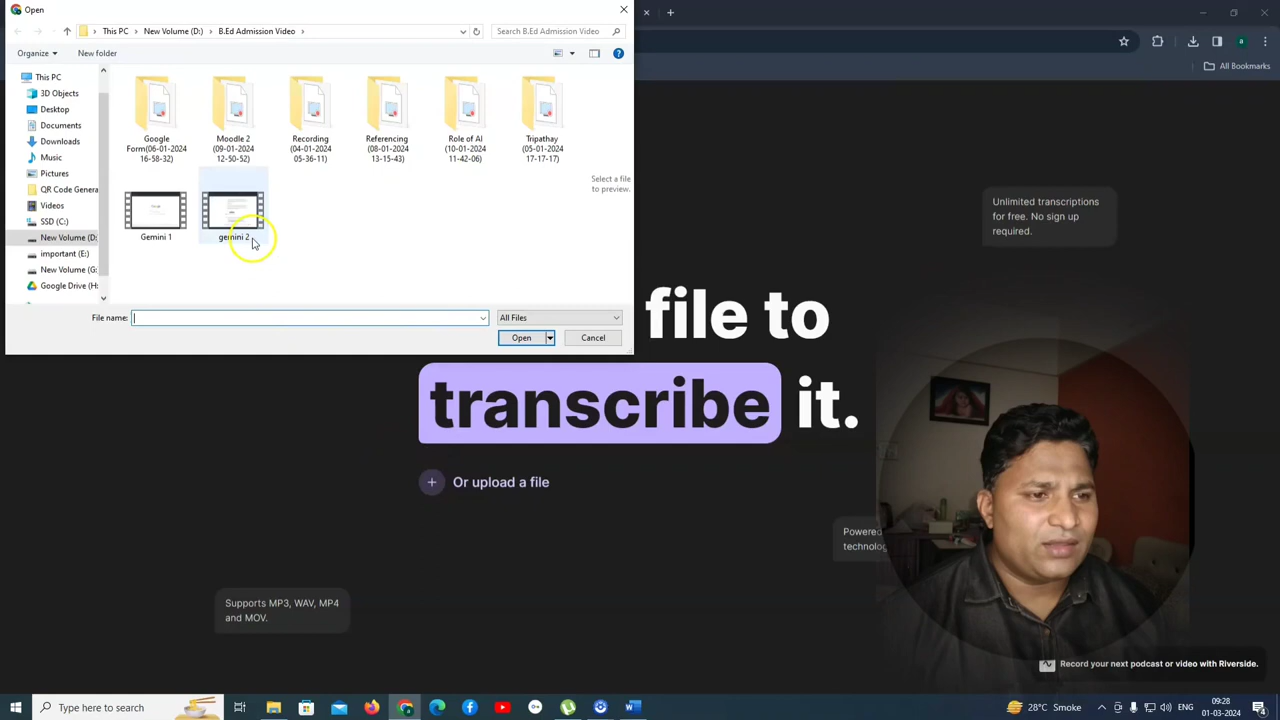 Open
This PC
New Volume (D:)
B.Ed Admission Video
Search B.Ed Admission Video
Organize
New folder
All Bookmarks
This PC
3D Objects
Desktop
Documents
Downloads
Music
Pictures
QR Code Genera
Videos
SSD (C:)
New Volume (D:
important (E:)
New Volume (G:
Google Drive (H:
Google
Form(06-01-2024
16-58-32)
Moodle 2
(09-01-2024
12-50-52)
Recording
(04-01-2024
05-36-11)
Referencing
(08-01-2024
13-15-43)
Role of AI
(10-01-2024
11-42-06)
Tripathay
(05-01-2024
17-17-17)
Gemini 1
gemini 2
Select a file
to preview.
File name:
All Files
Open
Cancel
Unlimited transcriptions
for free. No sign up
required.
file to
transcribe it.
+ Or upload a file
Powered
Supports MP3, WAV, MP4
and MOV.
Record your next podcast or video with Riverside.
Type here to search
28°C Smoke
ENG
09:28
01-03-2024